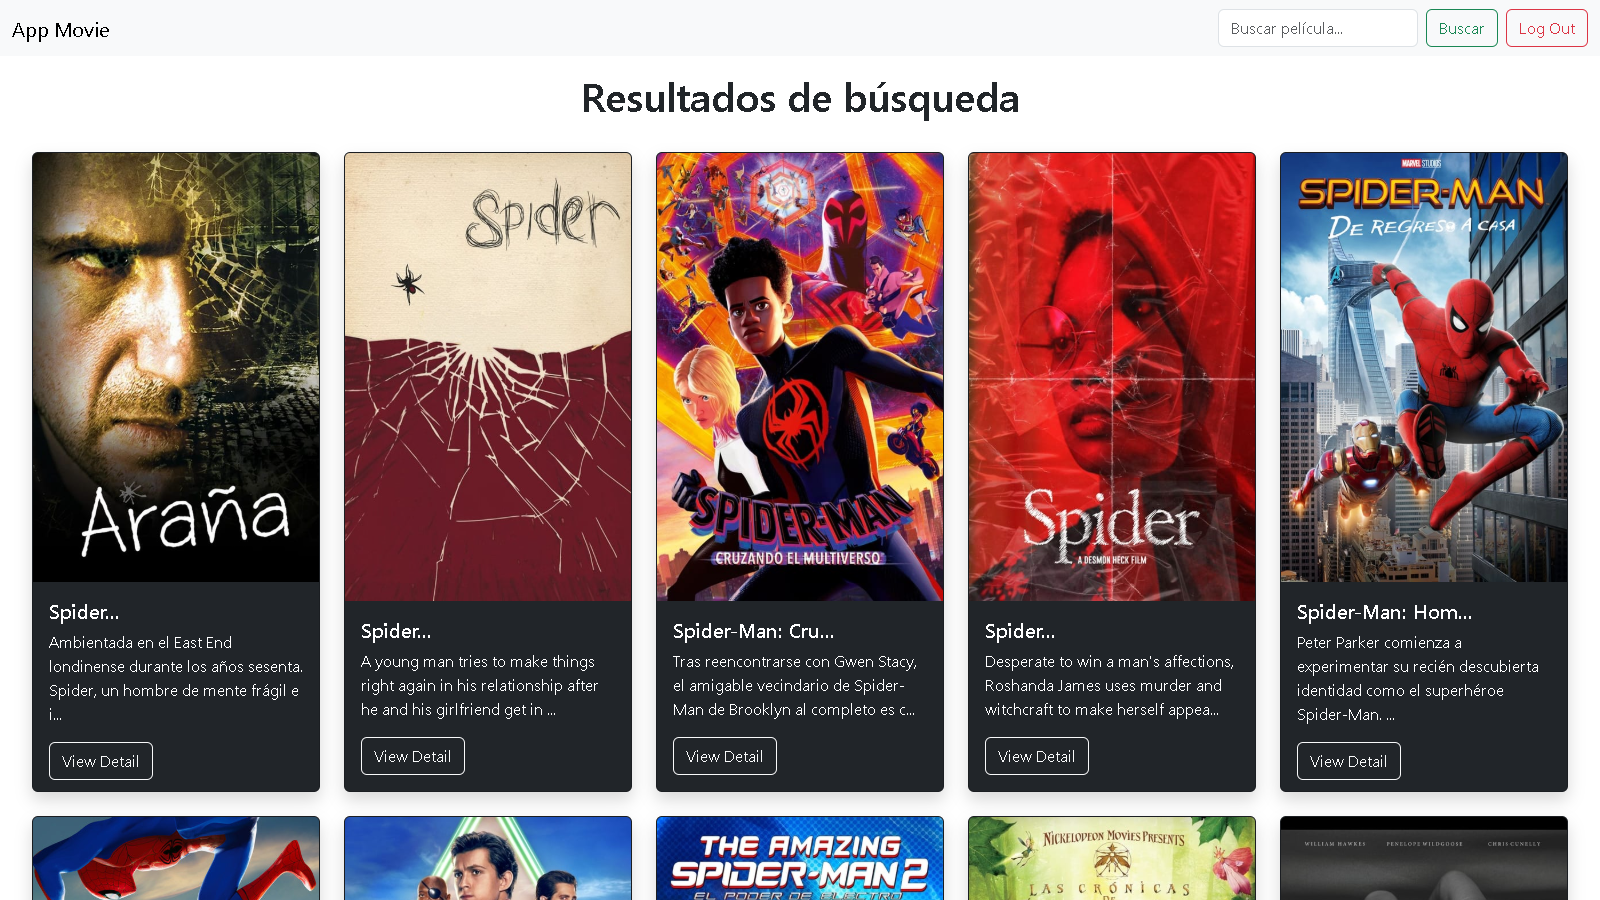 App Movie
Buscar película...
Buscar
Log Out
Resultados de búsqueda
Araña
Spider...
Ambientada en el East End
londinense durante los años sesenta.
Spider, un hombre de mente frágil e
i...
View Detail
Spider
Spider...
A young man tries to make things
right again in his relationship after
he and his girlfriend get in ...
View Detail
SPIDER-MAN
CRUZANDO EL MULTIVERSO
Spider-Man: Cru...
Tras reencontrarse con Gwen Stacy,
el amigable vecindario de Spider-
Man de Brooklyn al completo es c...
View Detail
Spider
A DESMON HECK FILM
Spider...
Desperate to win a man's affections,
Roshanda James uses murder and
witchcraft to make herself appea...
View Detail
MARVEL STUDIOS
SPIDER-MAN
DE REGRESO A CASA
Spider-Man: Hom...
Peter Parker comienza a
experimentar su recién descubierta
identidad como el superhéroe
Spider-Man. ...
View Detail
THE AMAZING
SPIDER-MAN 2
EL PODER DE ELECTRO
NICKELODEON MOVIES PRESENTS
LAS CRÓNICAS
DE
WILLIAM HAWKES PENELOPE WILDGOOSE CHRIS CUNELLY